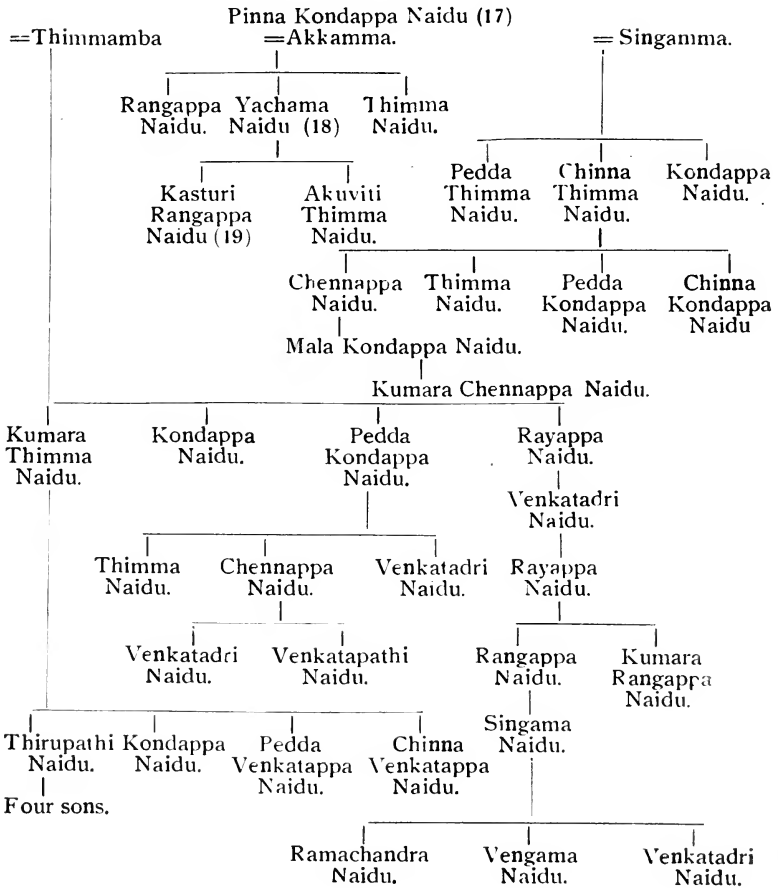 Pinna Kondappa Naidu (17)
=Thimmamba =Akkamma. = Singamma.
Rangappa Yachama Thimma
Naidu. Naidu (18) Naidu.
Pedda Chinna Kondappa
Thimma Thimma Naidu.
Naidu. Naidu.
Kasturi Akuviti
Rangappa Thimma
Naidu (19) Naidu.
Chennappa Thimma Pedda Chinna
Naidu. Naidu. Kondappa Kondappa
Naidu. Naidu
Mala Kondappa Naidu.
Kumara Chennappa Naidu.
Kumara Kondappa Pedda Rayappa
Thimma Naidu. Kondappa Naidu.
Naidu. Naidu.
Venkatadri
Naidu.
Thimma Chennappa Venkatadri Rayappa
Naidu. Naidu. Naidu. Naidu.
Venkatadri Venkatapathi Rangappa Kumara
Naidu. Naidu. Naidu. Rangappa
Naidu.
Singama
Naidu.
Thirupathi Kondappa Pedda Chinna
Naidu. Naidu. Venkatappa Venkatappa
Naidu. Naidu.
Four sons.
Ramachandra Vengama Venkatadri
Naidu. Naidu. Naidu.